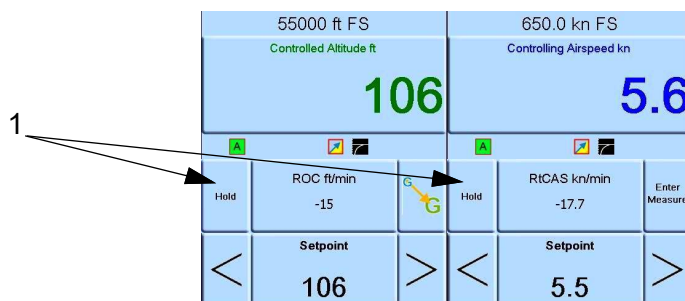 55000 ft FS
650.0 kn FS
Controlled Altitude ft
Controlling Airspeed kn
106
5.6
1
A
A
Hold
ROC ft/min
-15
G
G
Hold
RtCAS kn/min
-17.7
Enter
Measure
<
Setpoint
106
>
<
Setpoint
5.5
>